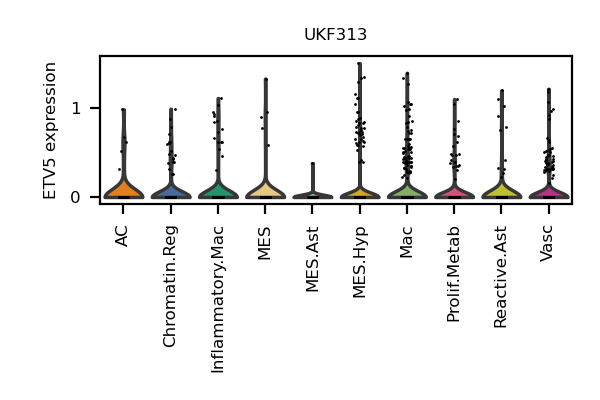 UKF313
ETV5 expression
1
0
AC
Chromatin.Reg
Inflammatory.Mac
MES
MES.Ast
MES.Hyp
Mac
Prolif.Metab
Reactive.Ast
Vasc